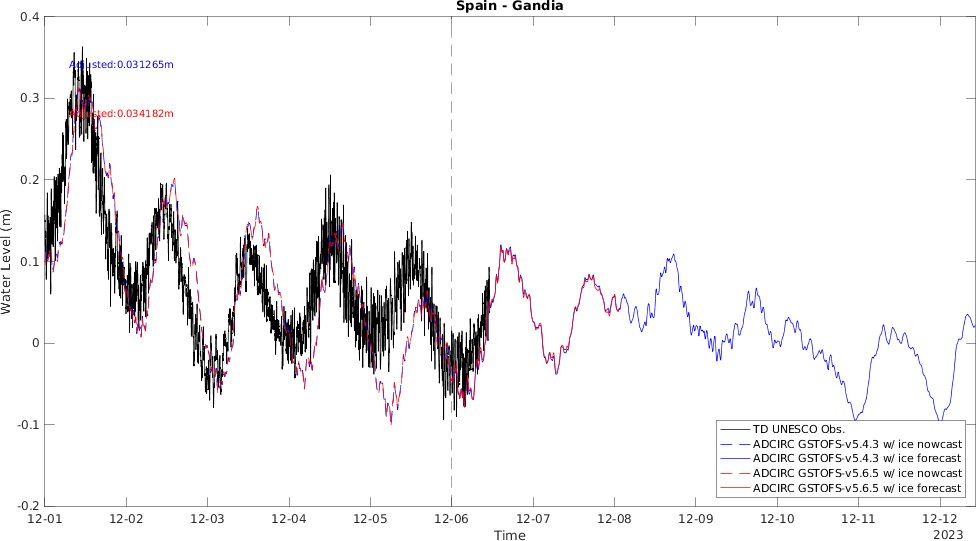 Spain - Gandia
0.4
0.3
0.2
0.1
0
-0.1
-0.2
Water Level (m)
Adjusted:0.031265m
Adjusted:0.034182m
TD UNESCO Obs.
ADCIRC GSTOFS-v5.4.3 w/ ice nowcast
ADCIRC GSTOFS-v5.4.3 w/ ice forecast
ADCIRC GSTOFS-v5.6.5 w/ ice nowcast
ADCIRC GSTOFS-v5.6.5 w/ ice forecast
12-01 12-02 12-03 12-04 12-05 12-06 12-07 12-08 12-09 12-10 12-11 12-12
Time
2023